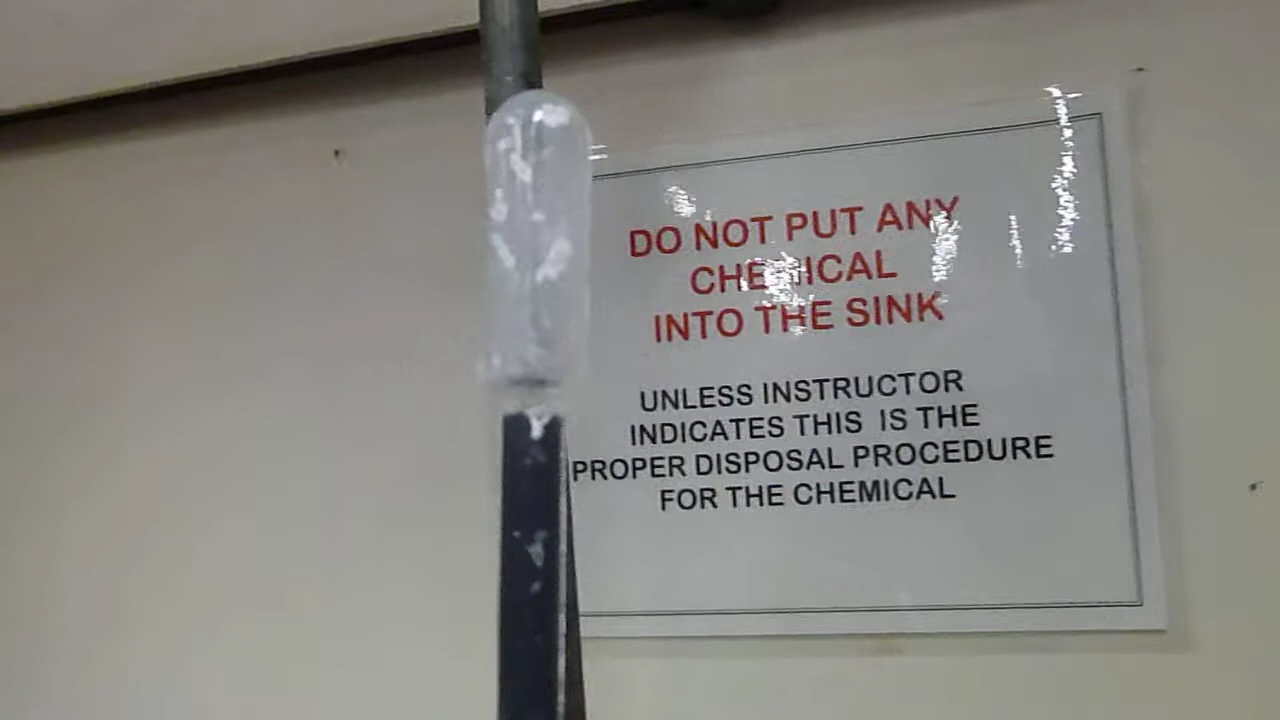 DO NOT PUT ANY
CHEMICAL
INTO THE SINK
UNLESS INSTRUCTOR
INDICATES THIS IS THE
PROPER DISPOSAL PROCEDURE
FOR THE CHEMICAL